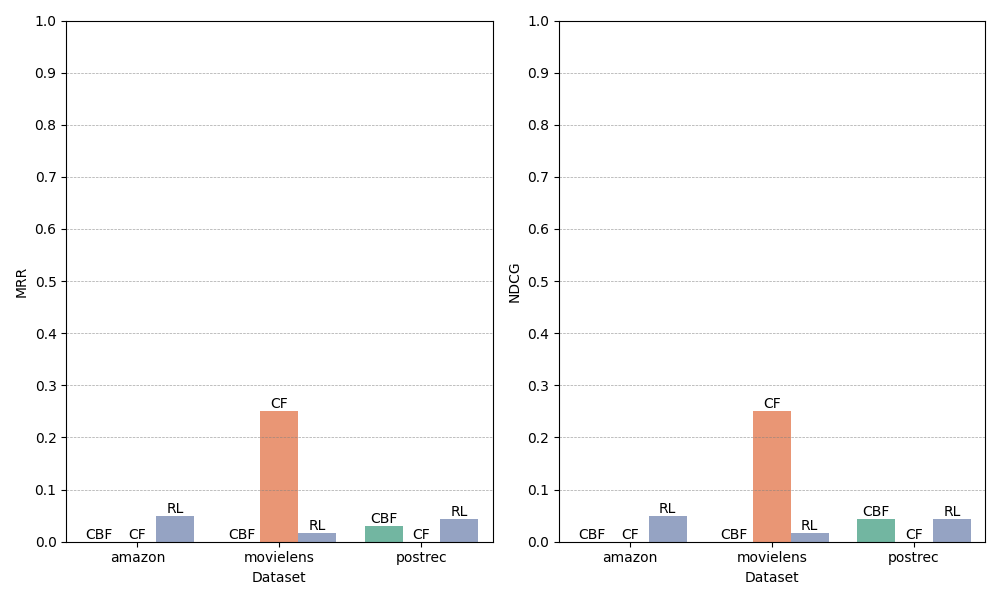 MRR
1.0
0.9
0.8
0.7
0.6
0.5
0.4
0.3
0.2
0.1
0.0
CBF CF RL
CBF CF RL
CBF CF RL
amazon movielens postrec
Dataset
NDCG
1.0
0.9
0.8
0.7
0.6
0.5
0.4
0.3
0.2
0.1
0.0
CBF CF RL
CBF CF RL
CBF CF RL
amazon movielens postrec
Dataset